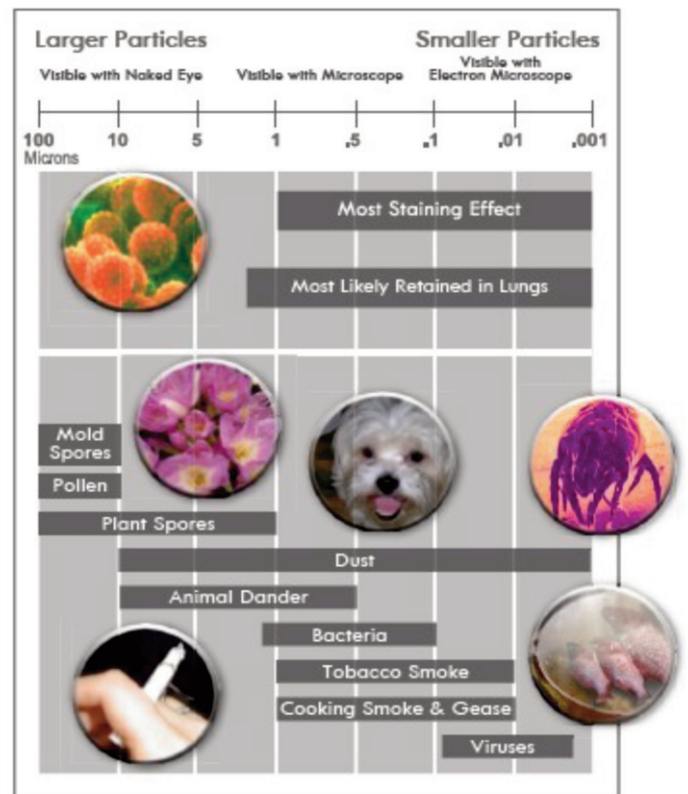 Larger Particles
Smaller Particles
Visible with Naked Eye
Visible with Microscope
Visible with
Electron Microscope
100 10 5 1 .5 .1 .01 .001
Microns
Most Staining Effect
Most Likely Retained in Lungs
Mold
Spores
Pollen
Plant Spores
Dust
Animal Dander
Bacteria
Tobacco Smoke
Cooking Smoke & Gease
Viruses